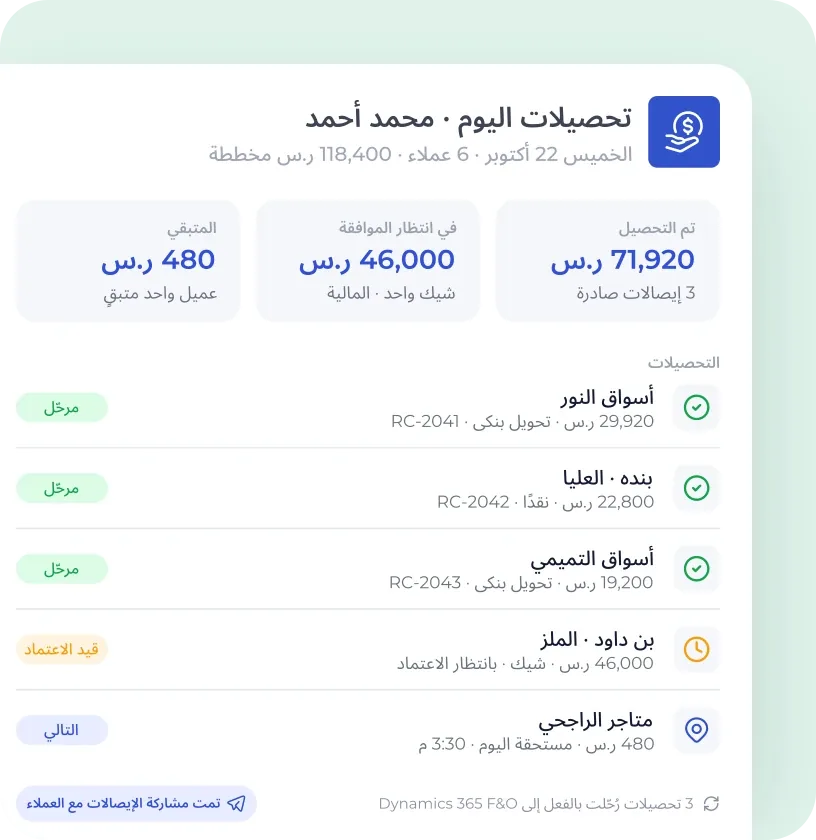 تحصيلات اليوم · محمد أحمد
الخميس 22 أكتوبر · 6 عملاء · 118,400 ر.س مخططة
تم التحصيل
71,920 ر.س
3 إيصالات صادرة
في انتظار الموافقة
46,000 ر.س
شيك واحد · المالية
المتبقي
480 ر.س
عميل واحد متبقٍ
التحصيلات
أسواق النور
29,920 ر.س · تحويل بنكى · RC-2041
مرحّل
بنده · العليا
22,800 ر.س · نقدًا · RC-2042
مرحّل
أسواق التميمي
19,200 ر.س · تحويل بنكى · RC-2043
مرحّل
بن داود · الملز
46,000 ر.س · شيك · بانتظار الاعتماد
قيد الاعتماد
متاجر الراجحي
480 ر.س · مستحقة اليوم · 3:30 م
التالي
3 تحصيلات رُحّلت بالفعل إلى Dynamics 365 F&O
تمت مشاركة الإيصالات مع العملاء